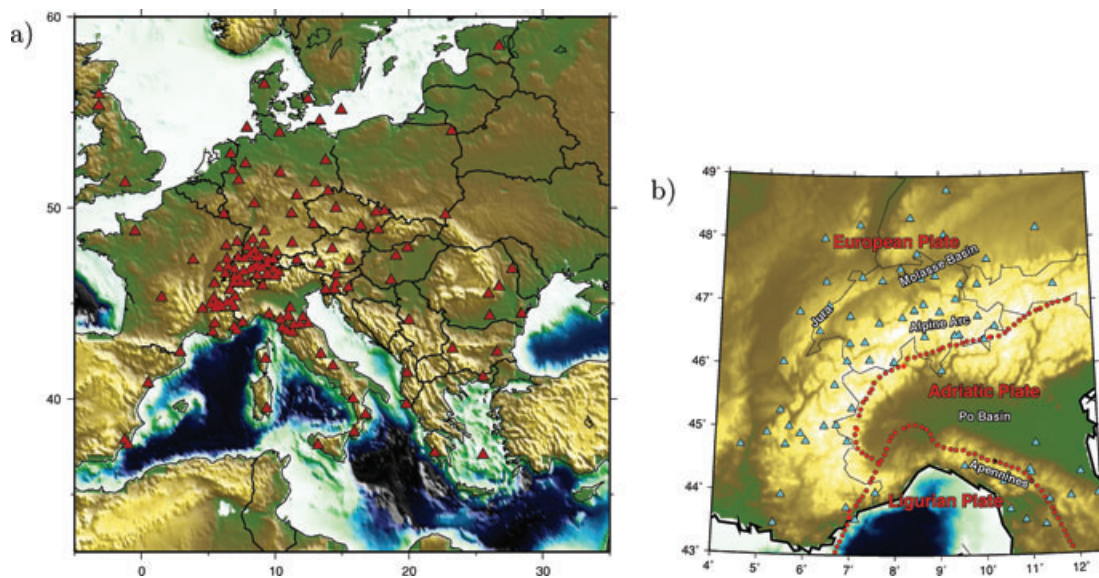 a)
60
50
40
0
10
20
30
b)
49°
48°
47°
46°
45°
44°
43°
4°
5°
6°
7°
8°
9°
10°
11°
12°
European Plate
Molasse Basin
Jura
Alpine Arc
Adriatic Plate
Po Basin
Apennines
Ligurian Plate